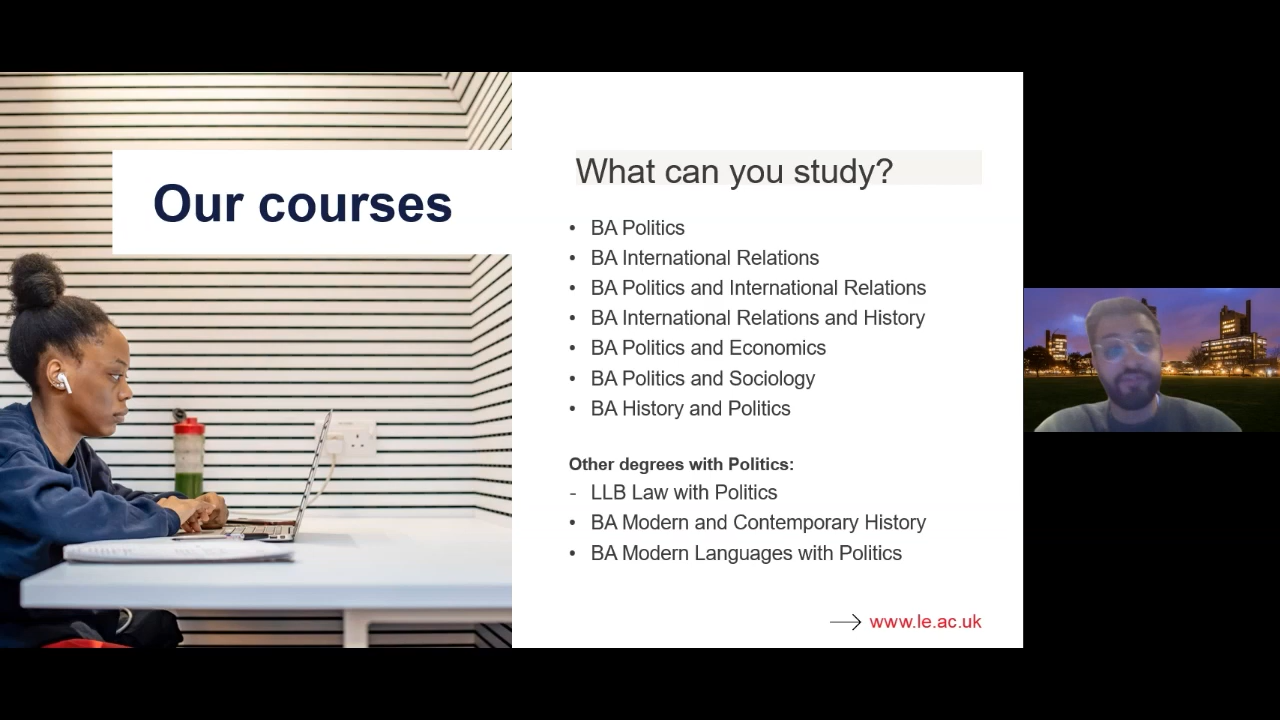 Our courses
What can you study?
• BA Politics
• BA International Relations
• BA Politics and International Relations
• BA International Relations and History
• BA Politics and Economics
• BA Politics and Sociology
• BA History and Politics
Other degrees with Politics:
- LLB Law with Politics
• BA Modern and Contemporary History
• BA Modern Languages with Politics
www.le.ac.uk